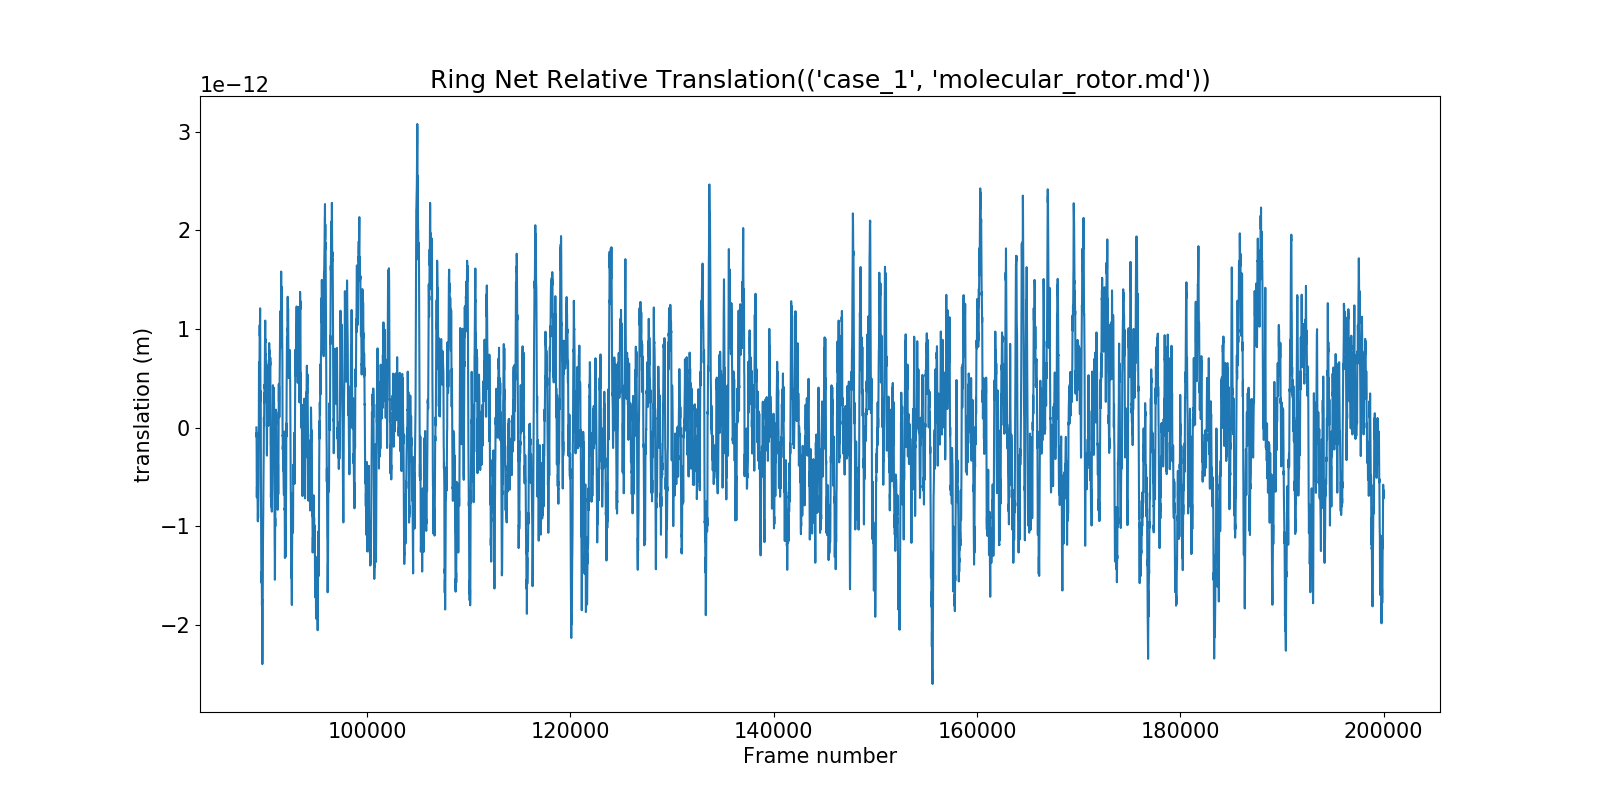 Ring Net Relative Translation(('case_1', 'molecular_rotor.md'))
1e−12
3
2
1
0
−1
−2
translation (m)
100000 120000 140000 160000 180000 200000
Frame number